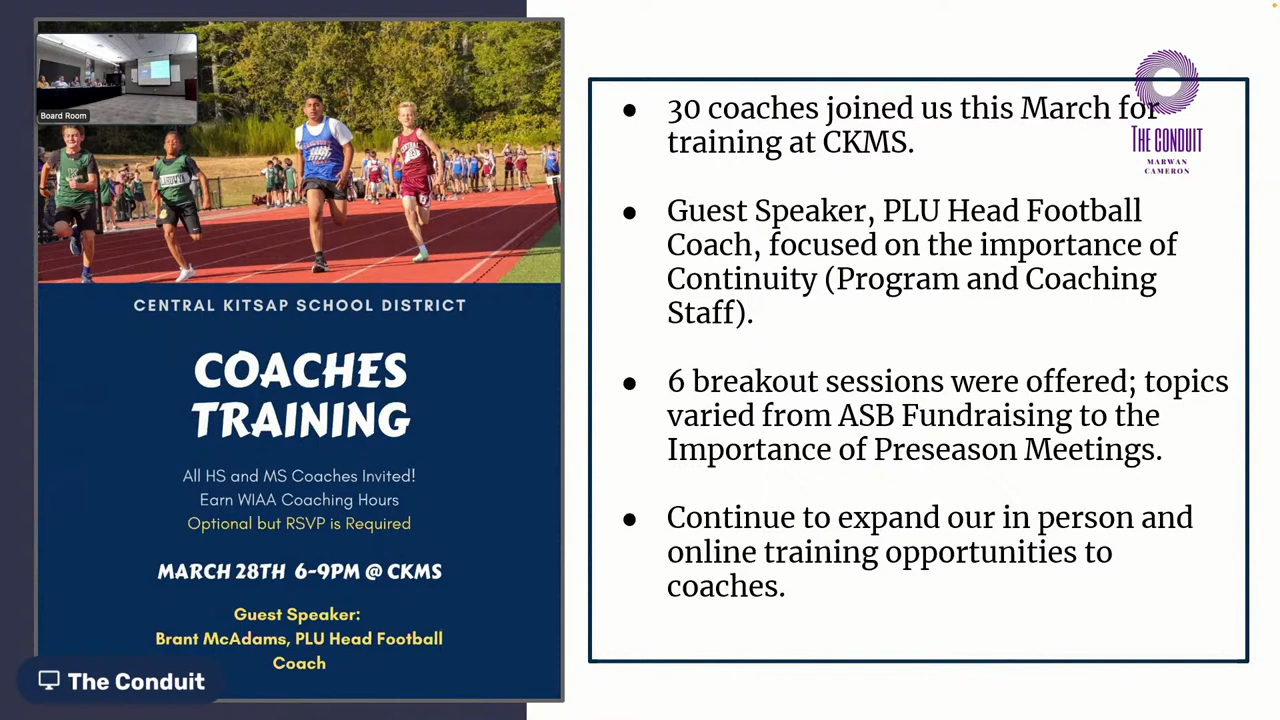 Board Room
CENTRAL KITSAP SCHOOL DISTRICT
COACHES
TRAINING
All HS and MS Coaches Invited!
Earn WIAA Coaching Hours
Optional but RSVP is Required
MARCH 28TH 6-9PM @ CKMS
Guest Speaker:
Brant McAdams, PLU Head Football
Coach
The Conduit
● 30 coaches joined us this March for
training at CKMS.
● Guest Speaker, PLU Head Football
Coach, focused on the importance of
Continuity (Program and Coaching
Staff).
● 6 breakout sessions were offered; topics
varied from ASB Fundraising to the
Importance of Preseason Meetings.
● Continue to expand our in person and
online training opportunities to
coaches.
THE CONDUIT
MARWAN
CAMERON